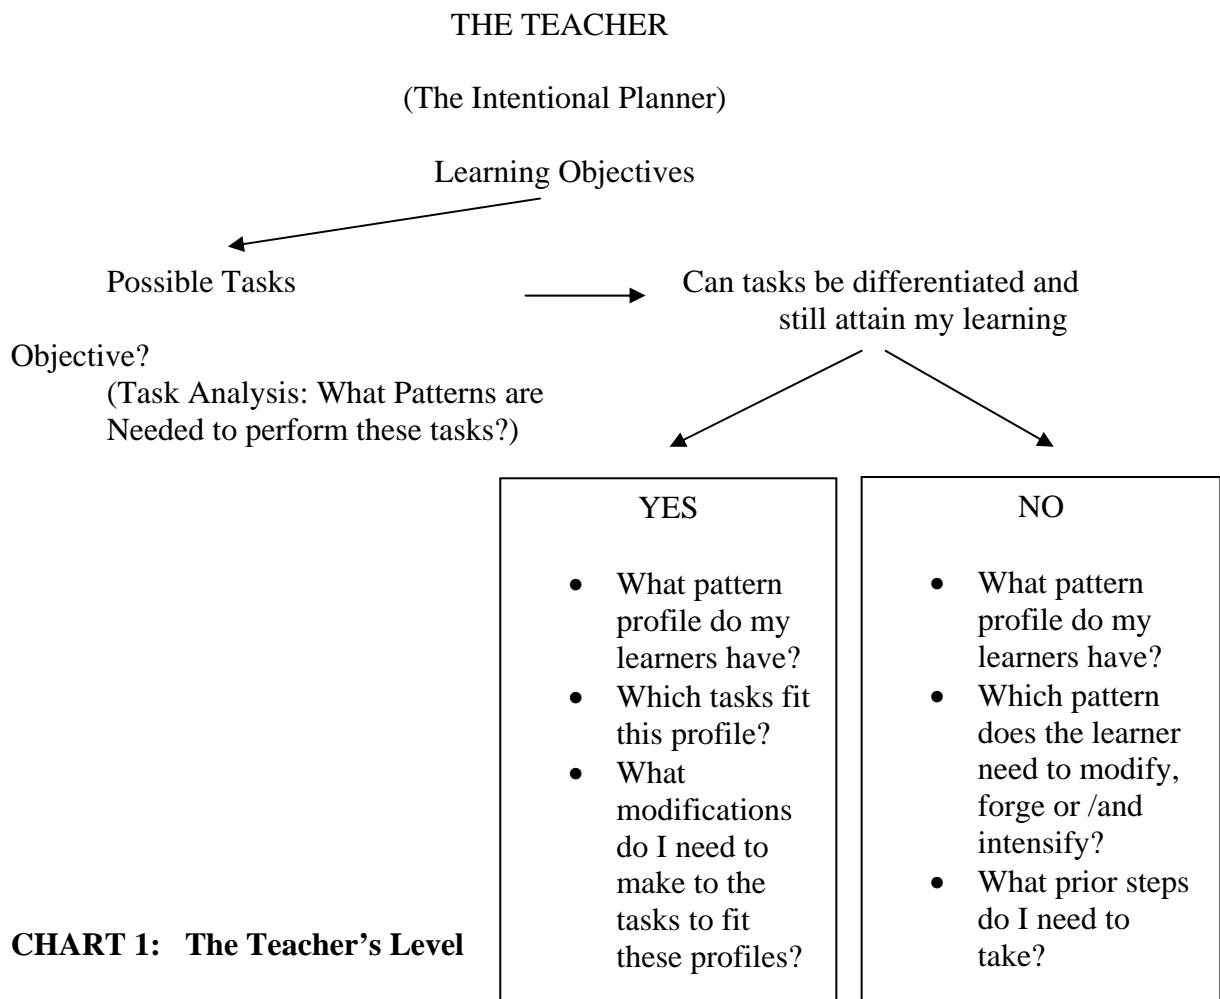 THE TEACHER
(The Intentional Planner)
Learning Objectives
Possible Tasks
Can tasks be differentiated and
still attain my learning
Objective?
(Task Analysis: What Patterns are
Needed to perform these tasks?)
YES
• What pattern
profile do my
learners have?
• Which tasks fit
this profile?
• What
modifications
do I need to
make to the
tasks to fit
these profiles?
NO
• What pattern
profile do my
learners have?
• Which pattern
does the learner
need to modify,
forge or /and
intensify?
• What prior steps
do I need to
take?
CHART 1: The Teacher’s Level